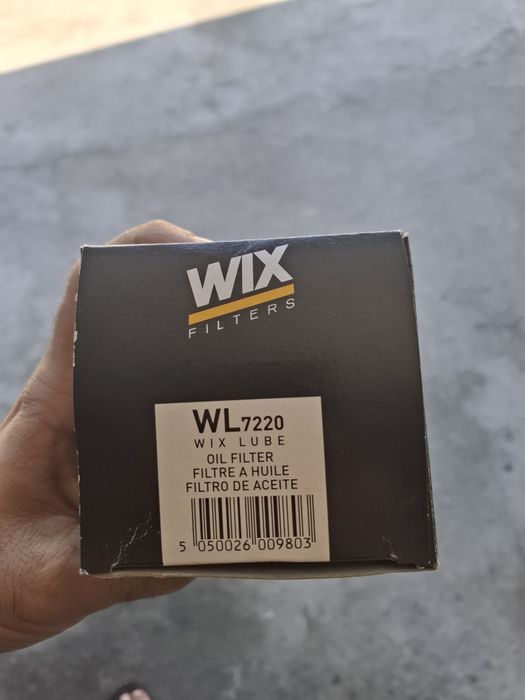 WIX
FILTERS
WL7220
WIX LUBE
OIL FILTER
FILTRE A HUILE
FILTRO DE ACEITE
5 050026 009803